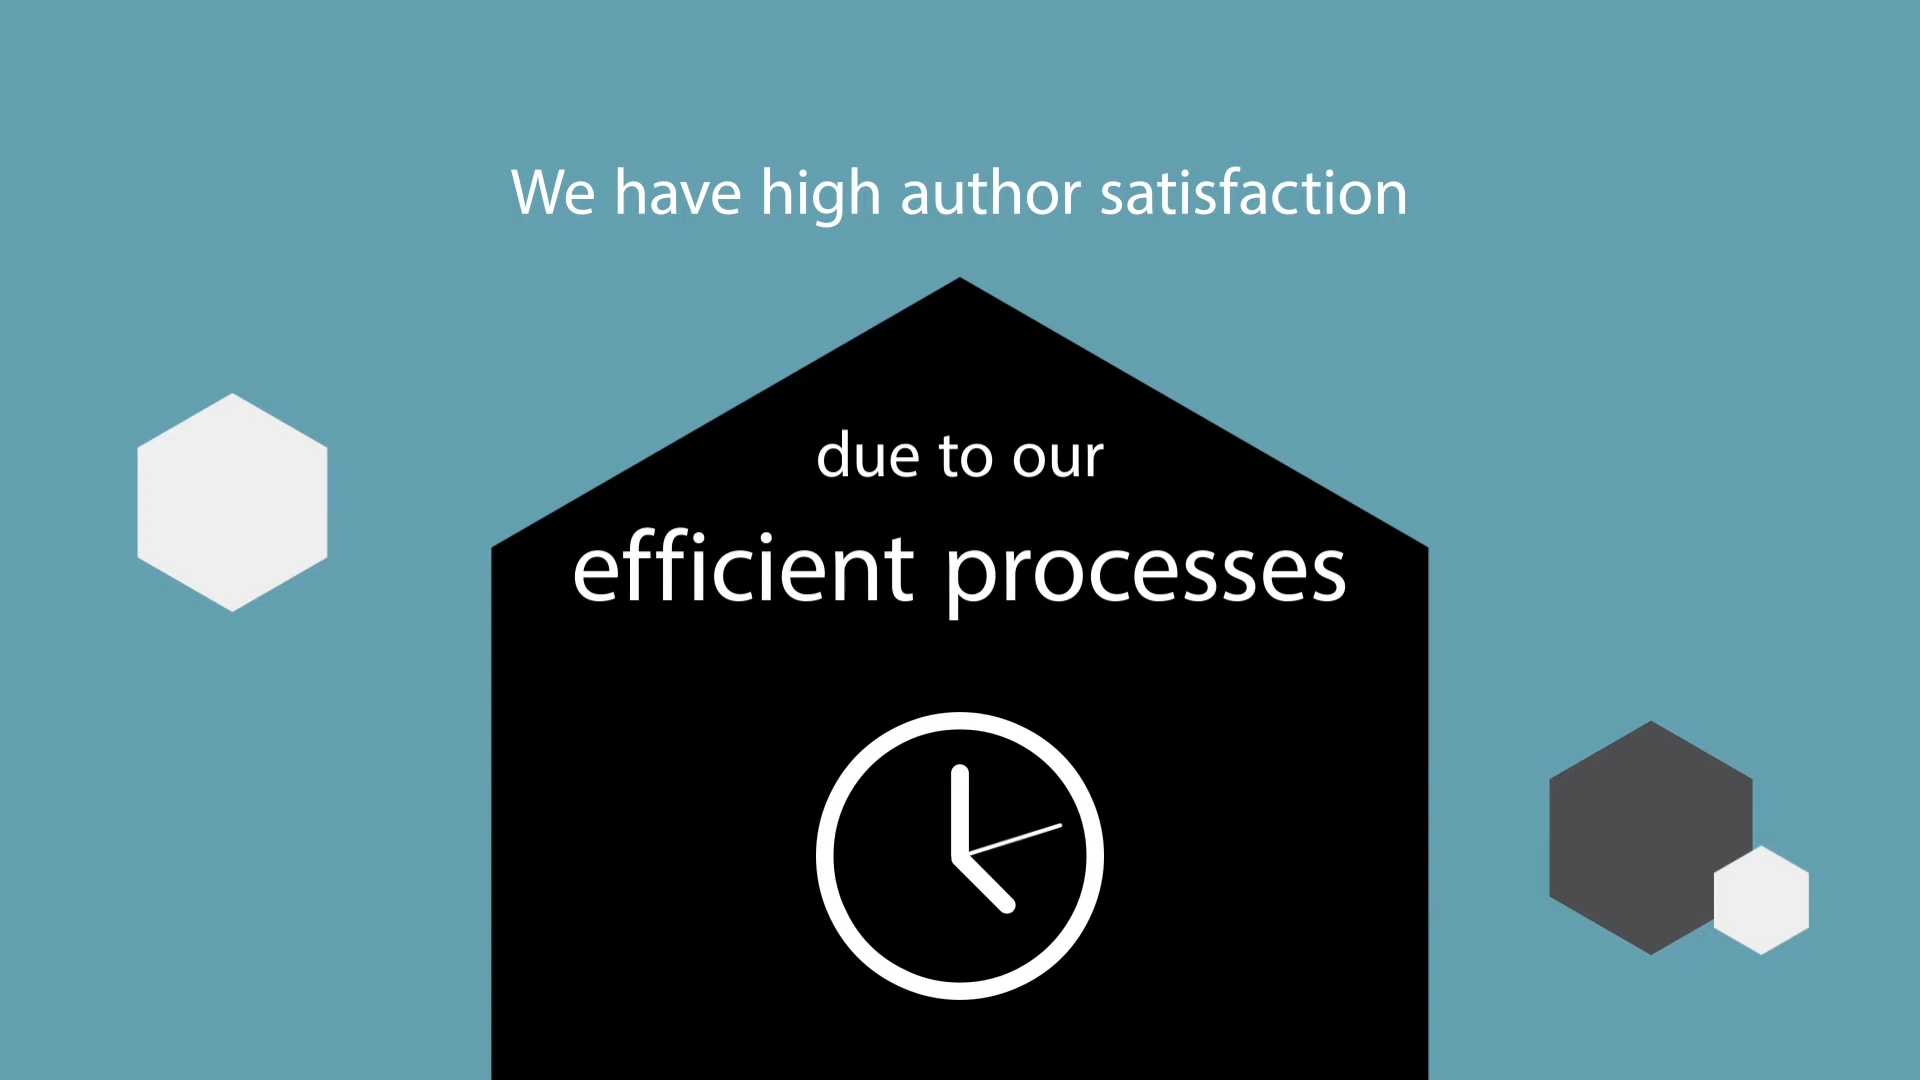 We have high author satisfaction
due to our
efficient processes